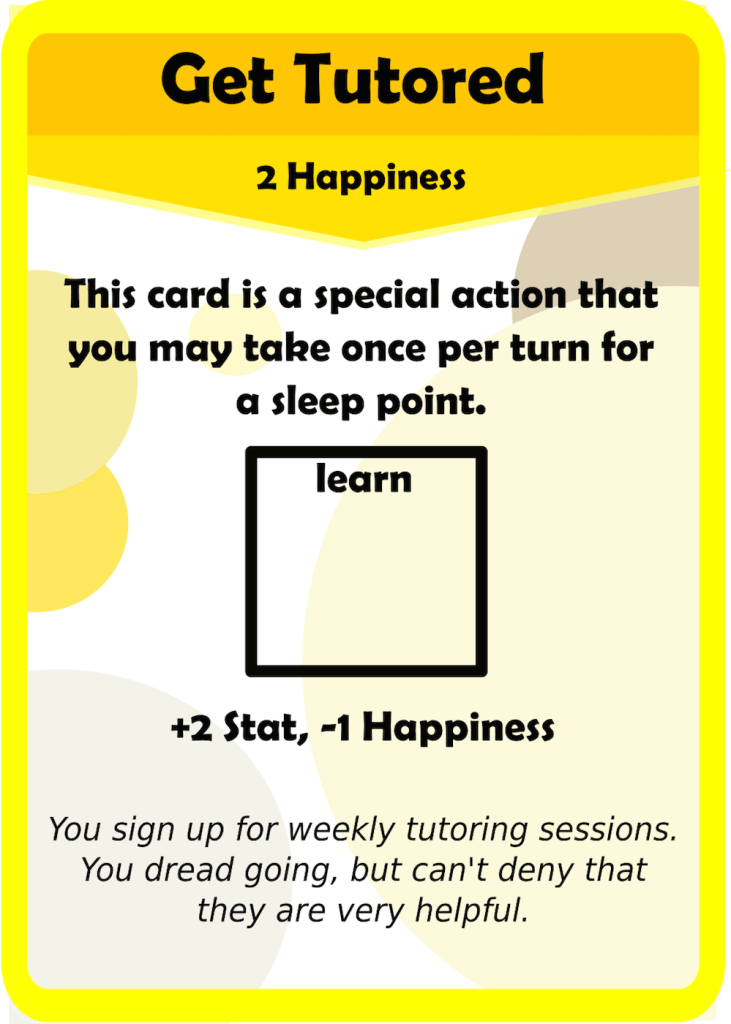 Get Tutored
2 Happiness
This card is a special action that
you may take once per turn for
a sleep point.
learn
+2 Stat, -1 Happiness
You sign up for weekly tutoring sessions.
You dread going, but can't deny that
they are very helpful.